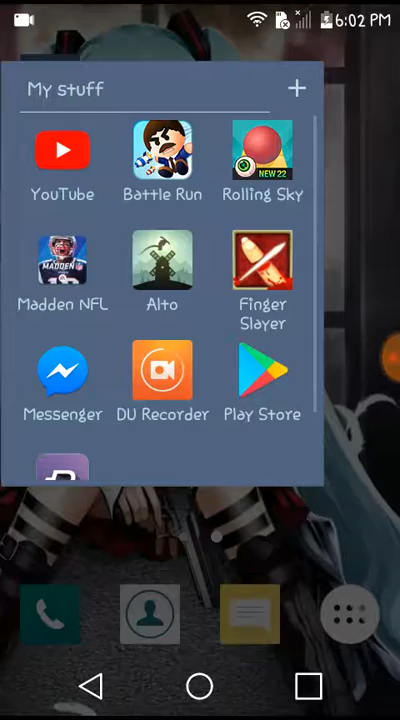 6:02 PM
My stuff
YouTube
Battle Run
Rolling Sky
NEW 22
Madden NFL
MADDEN
Alto
Finger
Slayer
Messenger
DU Recorder
Play Store